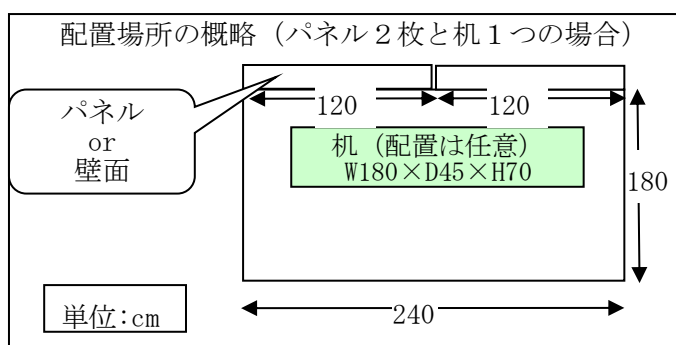 配置場所の概略（パネル２枚と机１つの場合）
パネル
or
壁面
120
120
机（配置は任意）
W180×D45×H70
180
単位:cm
240